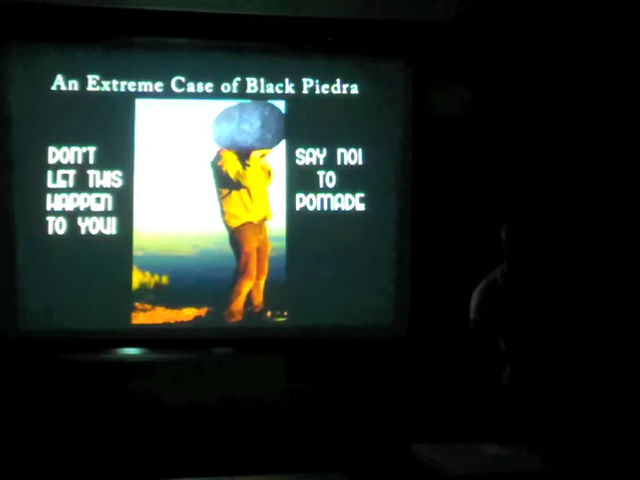 An Extreme Case of Black Piedra
DON'T
LET THIS
HAPPEN
TO YOU!
SAY NO!
TO
POMADE